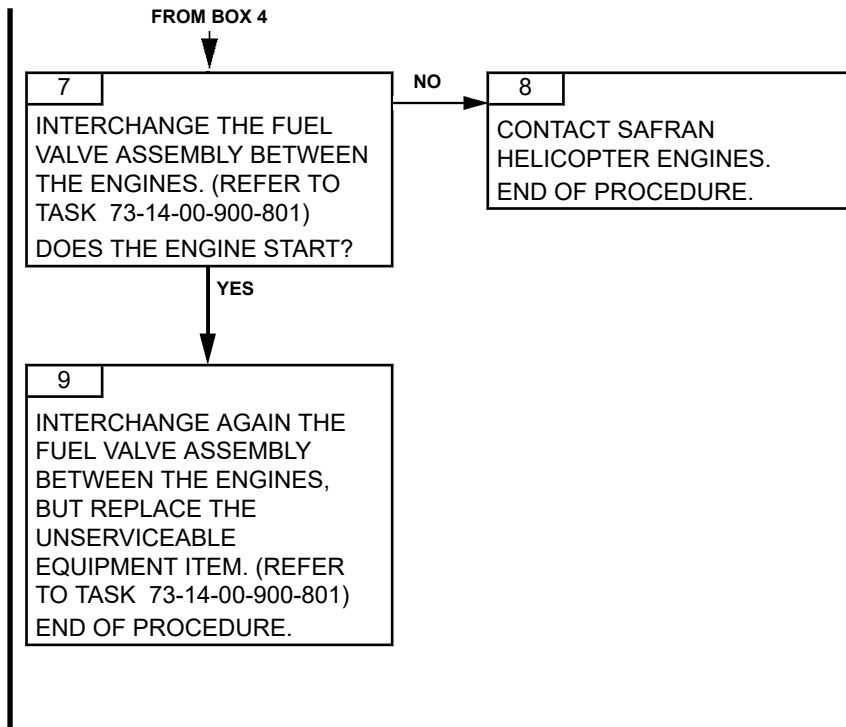 FROM BOX 4
7
INTERCHANGE THE FUEL
VALVE ASSEMBLY BETWEEN
THE ENGINES. (REFER TO
TASK 73-14-00-900-801)
DOES THE ENGINE START?
NO
8
CONTACT SAFRAN
HELICOPTER ENGINES.
END OF PROCEDURE.
YES
9
INTERCHANGE AGAIN THE
FUEL VALVE ASSEMBLY
BETWEEN THE ENGINES,
BUT REPLACE THE
UNSERVICEABLE
EQUIPMENT ITEM. (REFER
TO TASK 73-14-00-900-801)
END OF PROCEDURE.